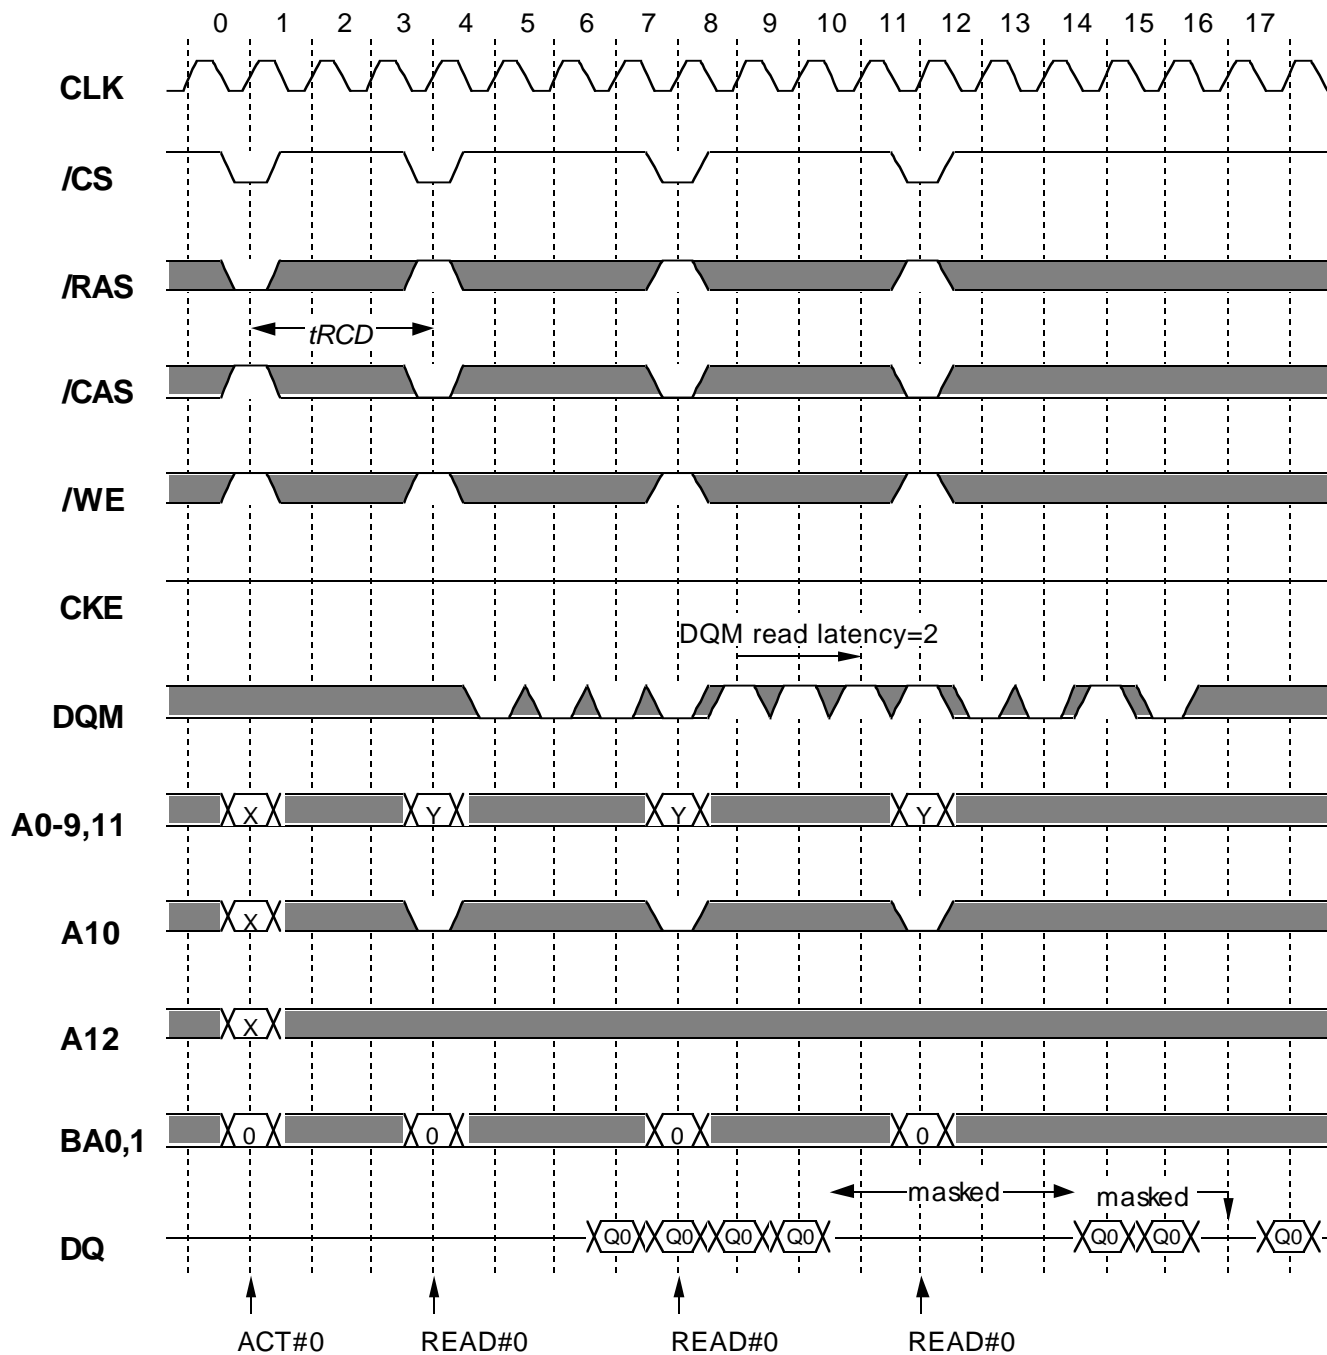 0 1 2 3 4 5 6 7 8 9 10 11 12 13 14 15 16 17
CLK
/CS
/RAS
tRCD
/CAS
/WE
CKE
DQM read latency=2
DQM
A0-9,11 X Y Y Y
A10 X
A12 X
BA0,1 0 0 0 0
masked masked
DQ Q0 Q0 Q0 Q0 Q0 Q0 Q0
ACT#0 READ#0 READ#0 READ#0